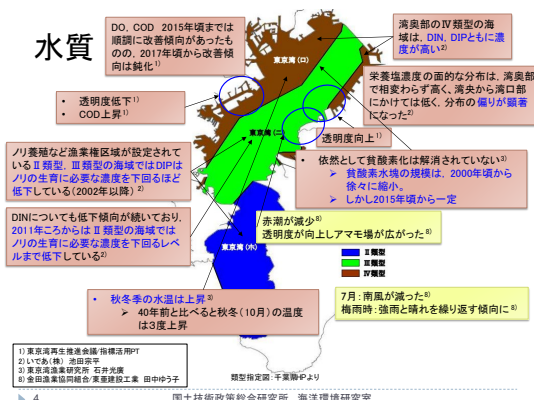 水質
DO、COD 2015年頃までは
順調に改善傾向があったも
のの、2017年頃から改善傾
向は鈍化1)
湾奥部のⅣ類型の海
域は、DIN、DIPともに濃
度が高い2)
東京湾(ロ)
栄養塩濃度の面的な分布は、湾奥部
で相変わらず高く、湾央から湾口部
にかけては低く、分布の偏りが顕著
になった2)
• 透明度低下1)
• COD上昇1)
東京湾(ニ)
透明度向上1)
ノリ養殖など漁業権区域が設定されて
いるⅡ類型、Ⅲ類型の海域ではDIPは
ノリの生育に必要な濃度を下回るほど
低下している(2002年以降) 2)
• 依然として貧酸素化は解消されていない3)
➢ 貧酸素水塊の規模は、2000年頃から
徐々に縮小。
➢ しかし2015年頃から一定
DINについても低下傾向が続いており、
2011年ころからはⅡ類型の海域では
ノリの生育に必要な濃度を下回るレベ
ルまで低下している2)
赤潮が減少8)
透明度が向上しアマモ場が広がった8)
東京湾(ホ)
Ⅱ類型
Ⅲ類型
Ⅳ類型
• 秋冬季の水温は上昇3)
➢ 40年前と比べると秋冬(10月)の温度
は3度上昇
7月:南風が減った8)
梅雨時:強雨と晴れを繰り返す傾向に8)
1)東京湾再生推進会議/指標活用PT
2)いであ(株) 池田宗平
3)東京湾漁業研究所 石井光廣
8)金田漁業協同組合/東亜建設工業 田中ゆう子
類型指定図:千葉県HPより
4
国土技術政策総合研究所 海洋環境研究室